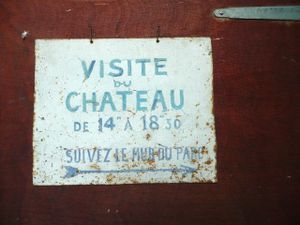 VISITE
DU
CHATEAU
DE 14H À 18H30
SUIVEZ LE MUR DU PARC